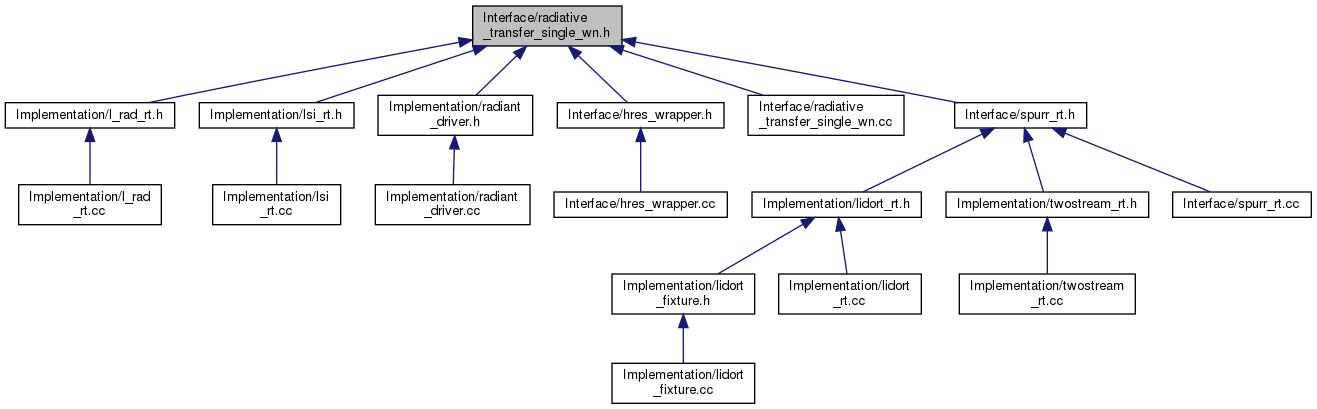 Interface/radiative
_transfer_single_wn.h
Implementation/l_rad_rt.h
Implementation/lsi_rt.h
Implementation/radiant
_driver.h
Interface/hres_wrapper.h
Interface/radiative
_transfer_single_wn.cc
Interface/spurr_rt.h
Implementation/l_rad
_rt.cc
Implementation/lsi
_rt.cc
Implementation/radiant
_driver.cc
Interface/hres_wrapper.cc
Implementation/lidort_rt.h
Implementation/twostream_rt.h
Interface/spurr_rt.cc
Implementation/lidort
_fixture.h
Implementation/lidort
_rt.cc
Implementation/twostream
_rt.cc
Implementation/lidort
_fixture.cc